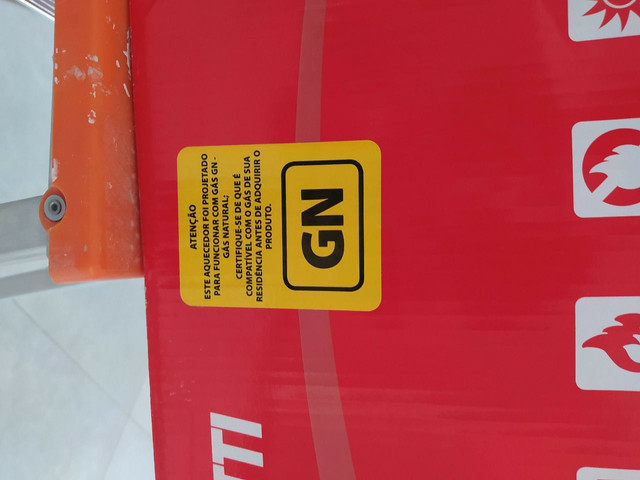 ATENÇÃO
ESTE AQUECEDOR FOI PROJETADO
PARA FUNCIONAR COM GÁS GN -
GÁS NATURAL;
CERTIFIQUE-SE DE QUE É
COMPATÍVEL COM O GÁS DE SUA
RESIDÊNCIA ANTES DE ADQUIRIR O
PRODUTO.
GN
TTI